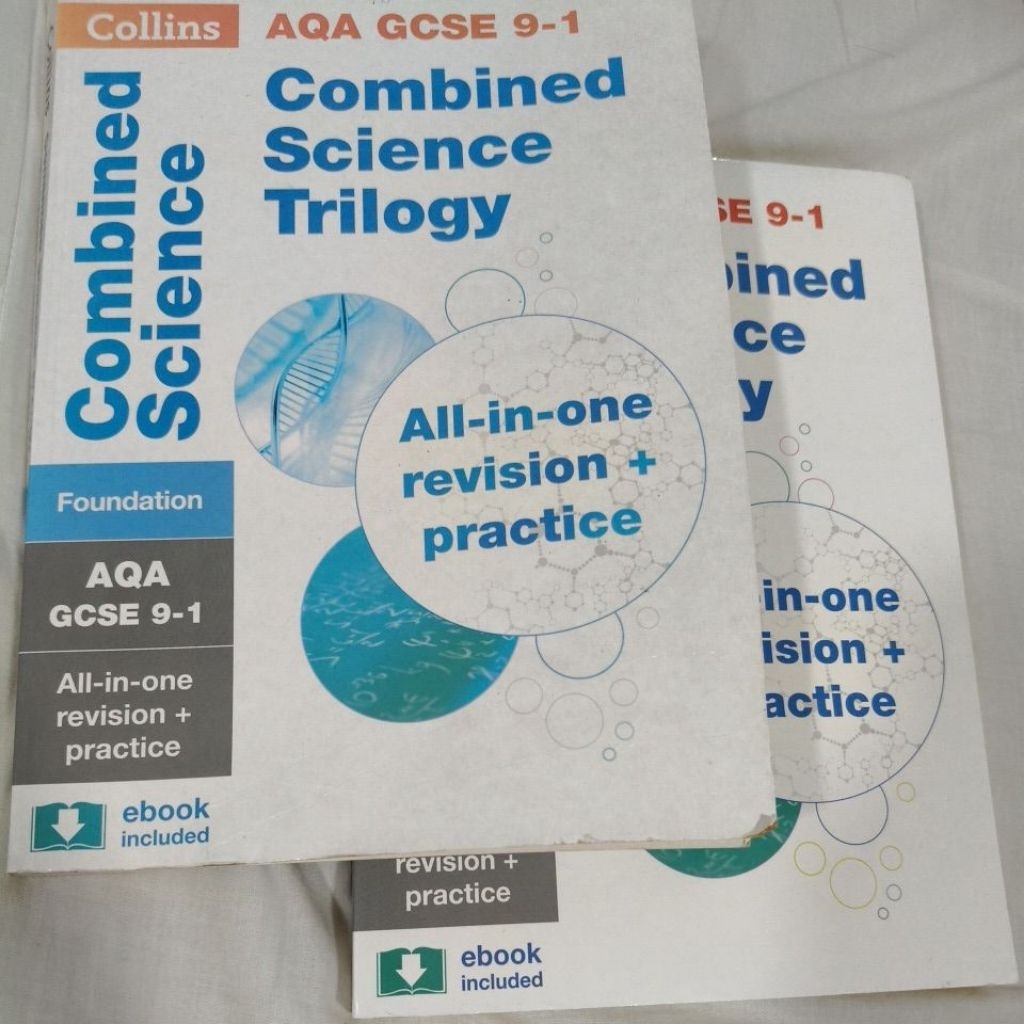 Collins
AQA GCSE 9-1
Combined
Science
Trilogy
Combined
Science
All-in-one
revision +
practice
Foundation
AQA
GCSE 9-1
All-in-one
revision +
practice
ebook
included
SE 9-1
bined
ce
y
-in-one
ision +
actice
revision +
practice
ebook
included